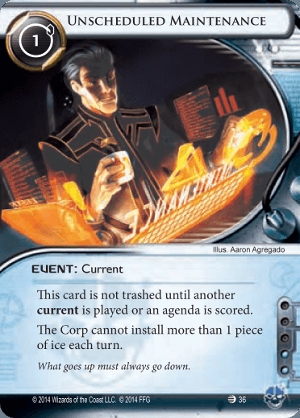 Unscheduled Maintenance
1
MAINTENANC
Illus. Aaron Agregado
EVENT: Current
This card is not trashed until another
current is played or an agenda is scored.
The Corp cannot install more than 1 piece
of ice each turn.
What goes up must always go down.
© 2014 Wizards of the Coast LLC. © 2014 FFG
36